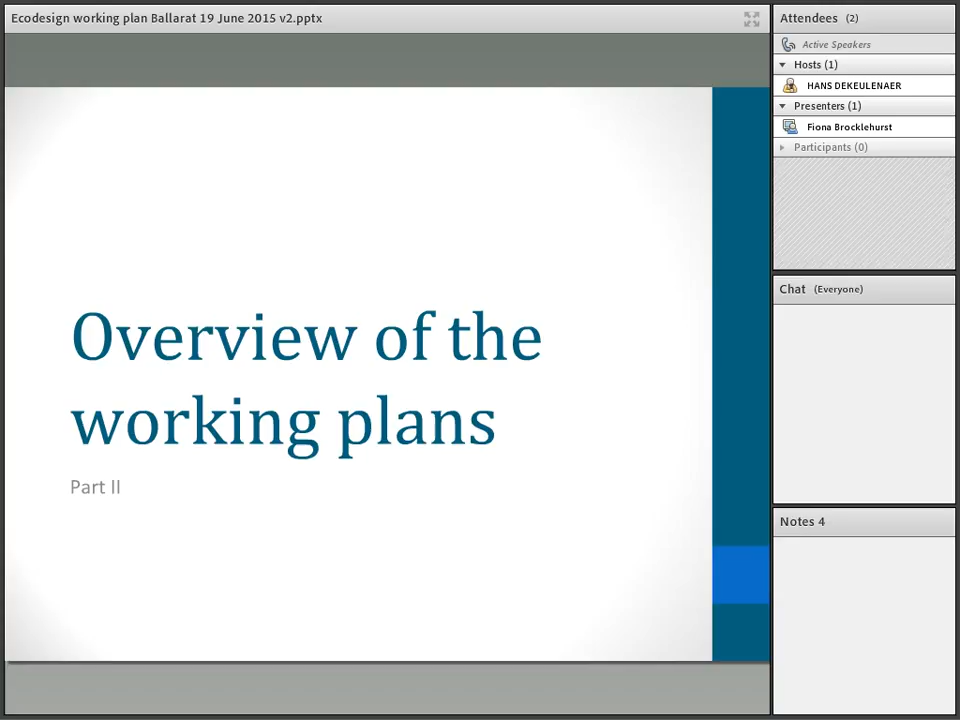 Ecodesign working plan Ballarat 19 June 2015 v2.pptx
Overview of the
working plans
Part II
Attendees (2)
Active Speakers
Hosts (1)
HANS DEKEULENAER
Presenters (1)
Fiona Brocklehurst
Participants (0)
Chat (Everyone)
Notes 4